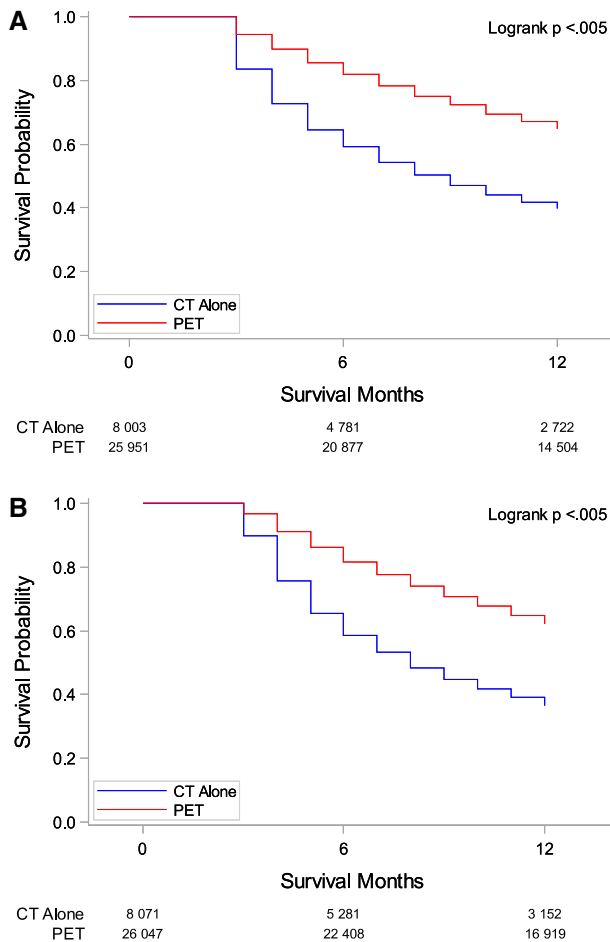 A
Logrank p <.005
1.0
0.8
0.6
0.4
0.2
0.0
Survival Probability
CT Alone
PET
0 6 12
Survival Months
CT Alone 8 003 4 781 2 722
PET 25 951 20 877 14 504
B
Logrank p <.005
1.0
0.8
0.6
0.4
0.2
0.0
Survival Probability
CT Alone
PET
0 6 12
Survival Months
CT Alone 8 071 5 281 3 152
PET 26 047 22 408 16 919